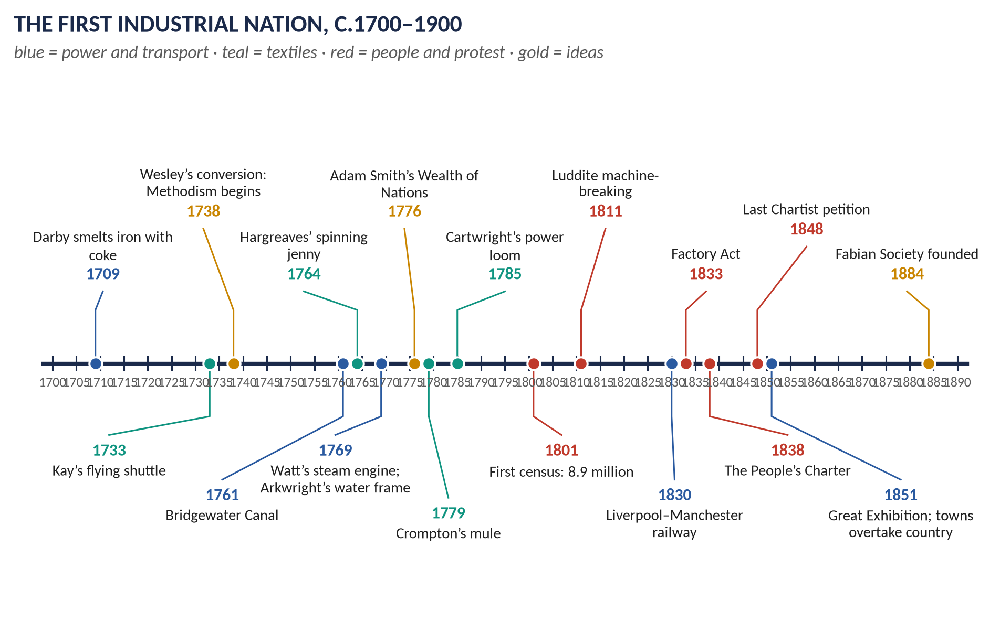 THE FIRST INDUSTRIAL NATION, C.1700–1900
blue = power and transport · teal = textiles · red = people and protest · gold = ideas
Wesley’s conversion:
Methodism begins
1738
Adam Smith’s Wealth of
Nations
1776
Luddite machine-
breaking
1811
Last Chartist petition
1848
Darby smelts iron with
coke
1709
Hargreaves’ spinning
jenny
1764
Cartwright’s power
loom
1785
Factory Act
1833
Fabian Society founded
1884
1700 1705 1710 1715 1720 1725 1730 1735 1740 1745 1750 1755 1760 1765 1770 1775 1780 1785 1790 1795 1800 1805 1810 1815 1820 1825 1830 1835 1840 1845 1850 1855 1860 1865 1870 1875 1880 1885 1890
1733
Kay’s flying shuttle
1761
Bridgewater Canal
1769
Watt’s steam engine;
Arkwright’s water frame
1779
Crompton’s mule
1801
First census: 8.9 million
1830
Liverpool–Manchester
railway
1838
The People’s Charter
1851
Great Exhibition; towns
overtake country